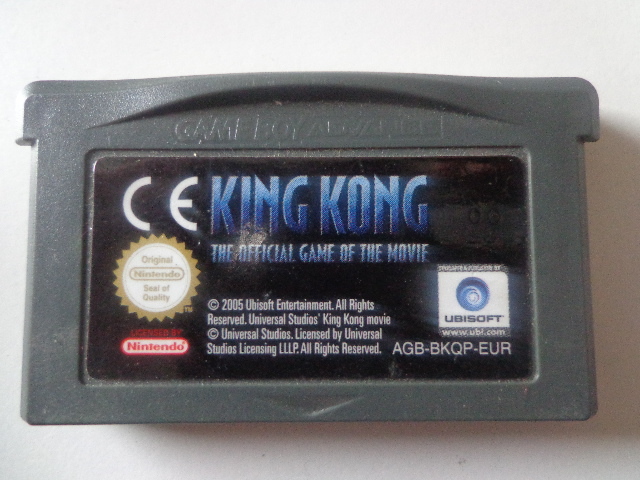 GAME BOY ADVANCE
CE KING KONG
THE OFFICIAL GAME OF THE MOVIE
Original
Nintendo
Seal of
Quality
TM
LICENSED BY
Nintendo
© 2005 Ubisoft Entertainment. All Rights
Reserved. Universal Studios' King Kong movie
© Universal Studios. Licensed by Universal
Studios Licensing LLLP. All Rights Reserved.
UBISOFT
www.ubi.com
AGB-BKQP-EUR